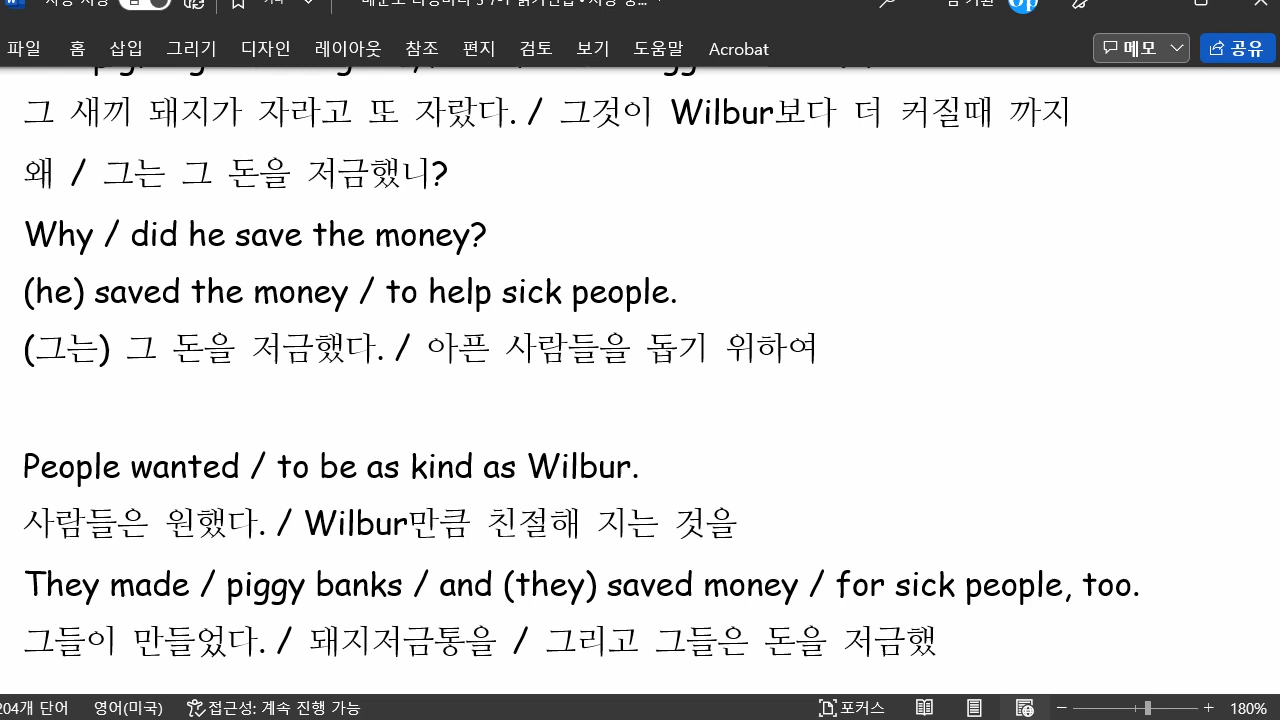 파일 홈 삽입 그리기 디자인 레이아웃 참조 편지 검토 보기 도움말 Acrobat 메모 공유
그 새끼 돼지가 자라고 또 자랐다. / 그것이 Wilbur보다 더 커질때 까지
왜 / 그는 그 돈을 저금했니?
Why / did he save the money?
(he) saved the money / to help sick people.
(그는) 그 돈을 저금했다. / 아픈 사람들을 돕기 위하여
People wanted / to be as kind as Wilbur.
사람들은 원했다. / Wilbur만큼 친절해 지는 것을
They made / piggy banks / and (they) saved money / for sick people, too.
그들이 만들었다. / 돼지저금통을 / 그리고 그들은 돈을 저금했
204개 단어 영어(미국) 접근성: 계속 진행 가능 포커스 180%